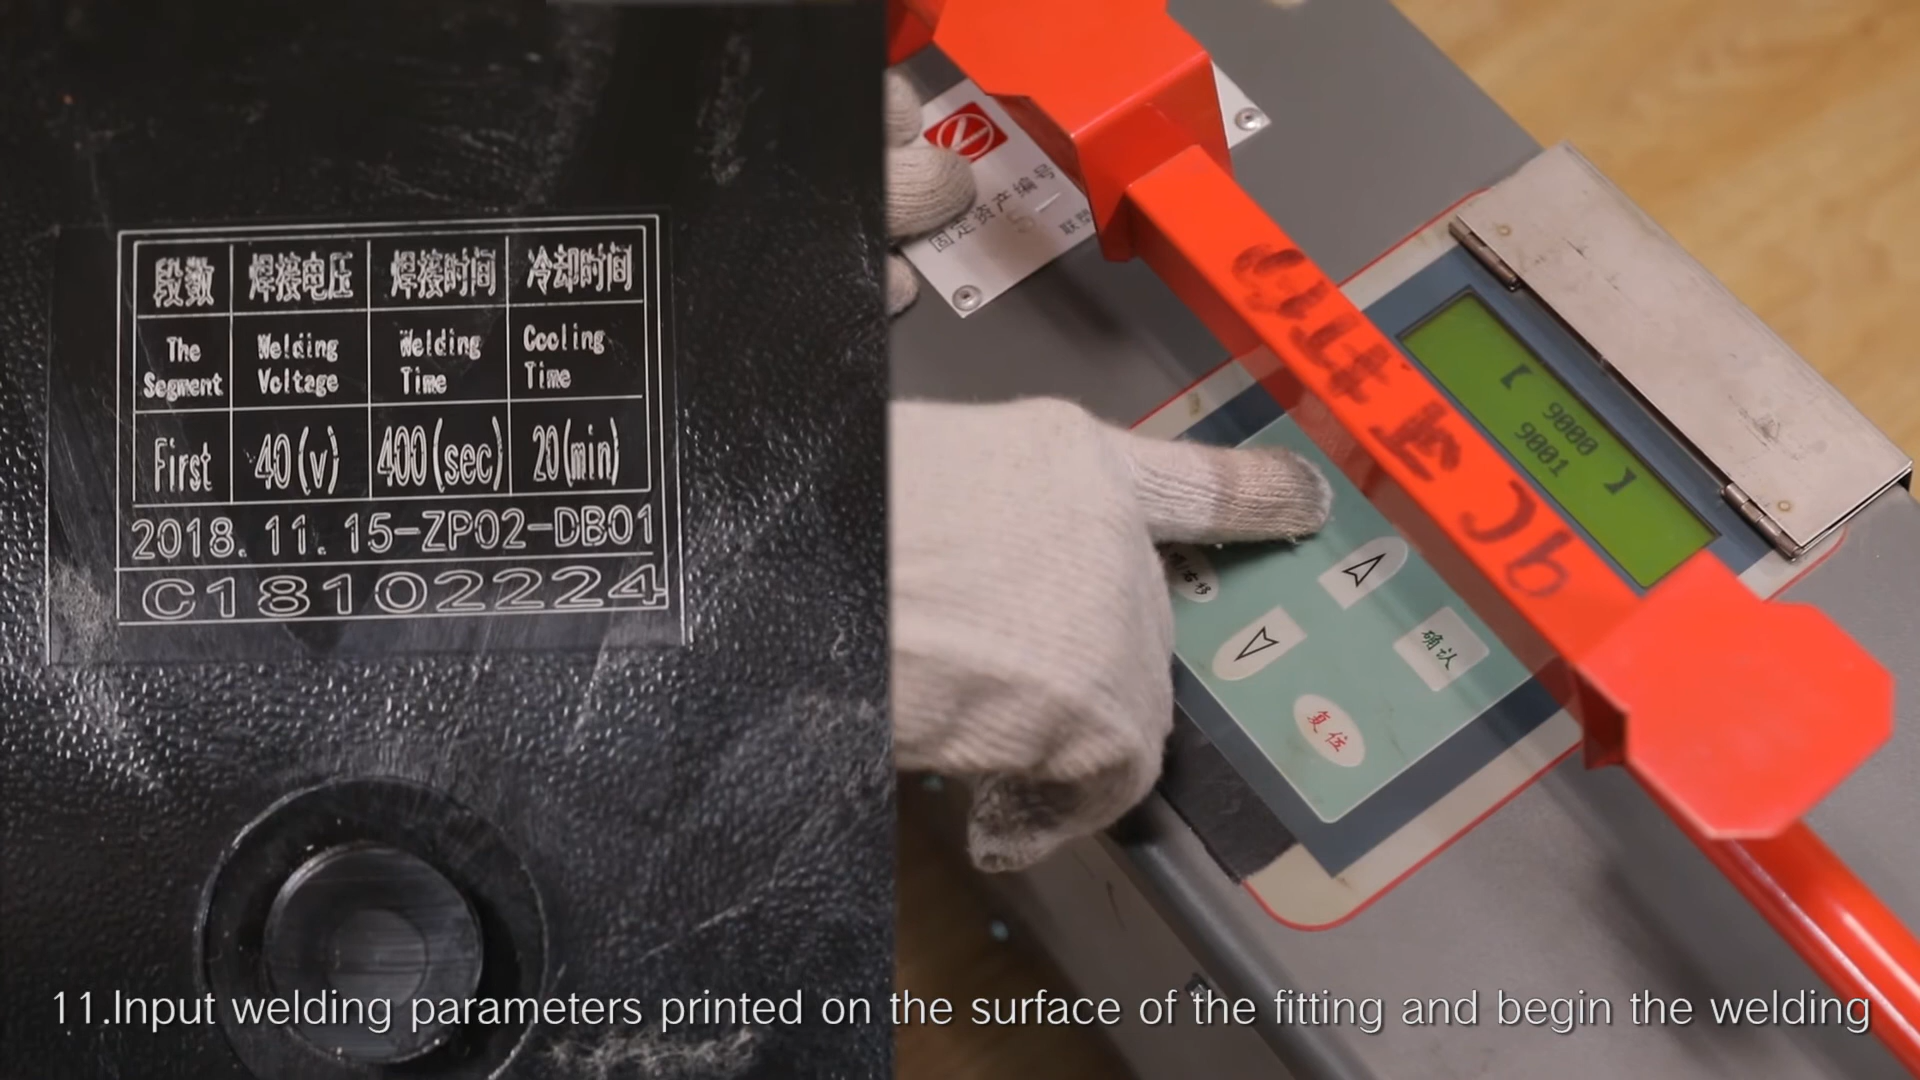 段数 焊接电压 焊接时间 冷却时间
The Segment Welding Voltage Welding Time Cooling Time
First 40(v) 400(sec) 20(min)
2018.11.15-ZP02-DB01
C18102224
固定资产编号
联塑
【 9000 】
9001
确认
复位
11.Input welding parameters printed on the surface of the fitting and begin the welding